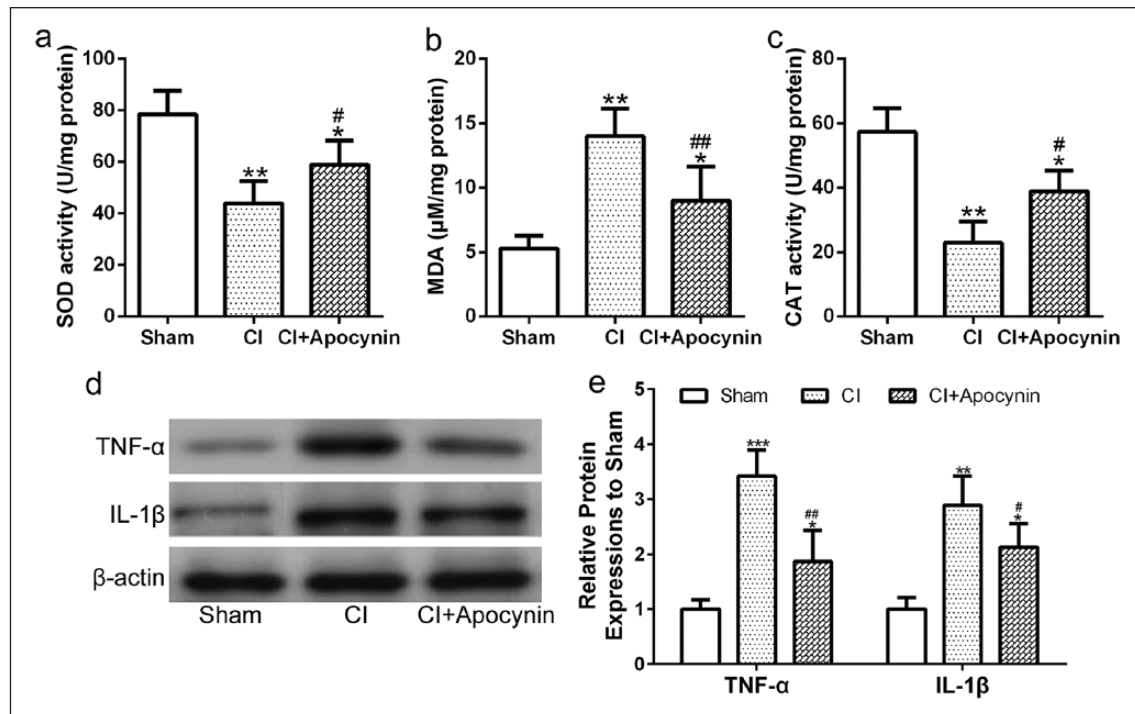 a
SOD activity (U/mg protein)
100
80
60
40
20
0
**
#
*
Sham
CI
CI+Apocynin
b
MDA (μM/mg protein)
20
15
10
5
0
**
##
*
Sham
CI
CI+Apocynin
c
CAT activity (U/mg protein)
80
60
40
20
0
**
#
*
Sham
CI
CI+Apocynin
d
TNF-α
IL-1β
β-actin
Sham
CI
CI+Apocynin
e
Relative Protein
Expressions to Sham
5
4
3
2
1
0
Sham
CI
CI+Apocynin
***
##
*
**
#
*
TNF-α
IL-1β